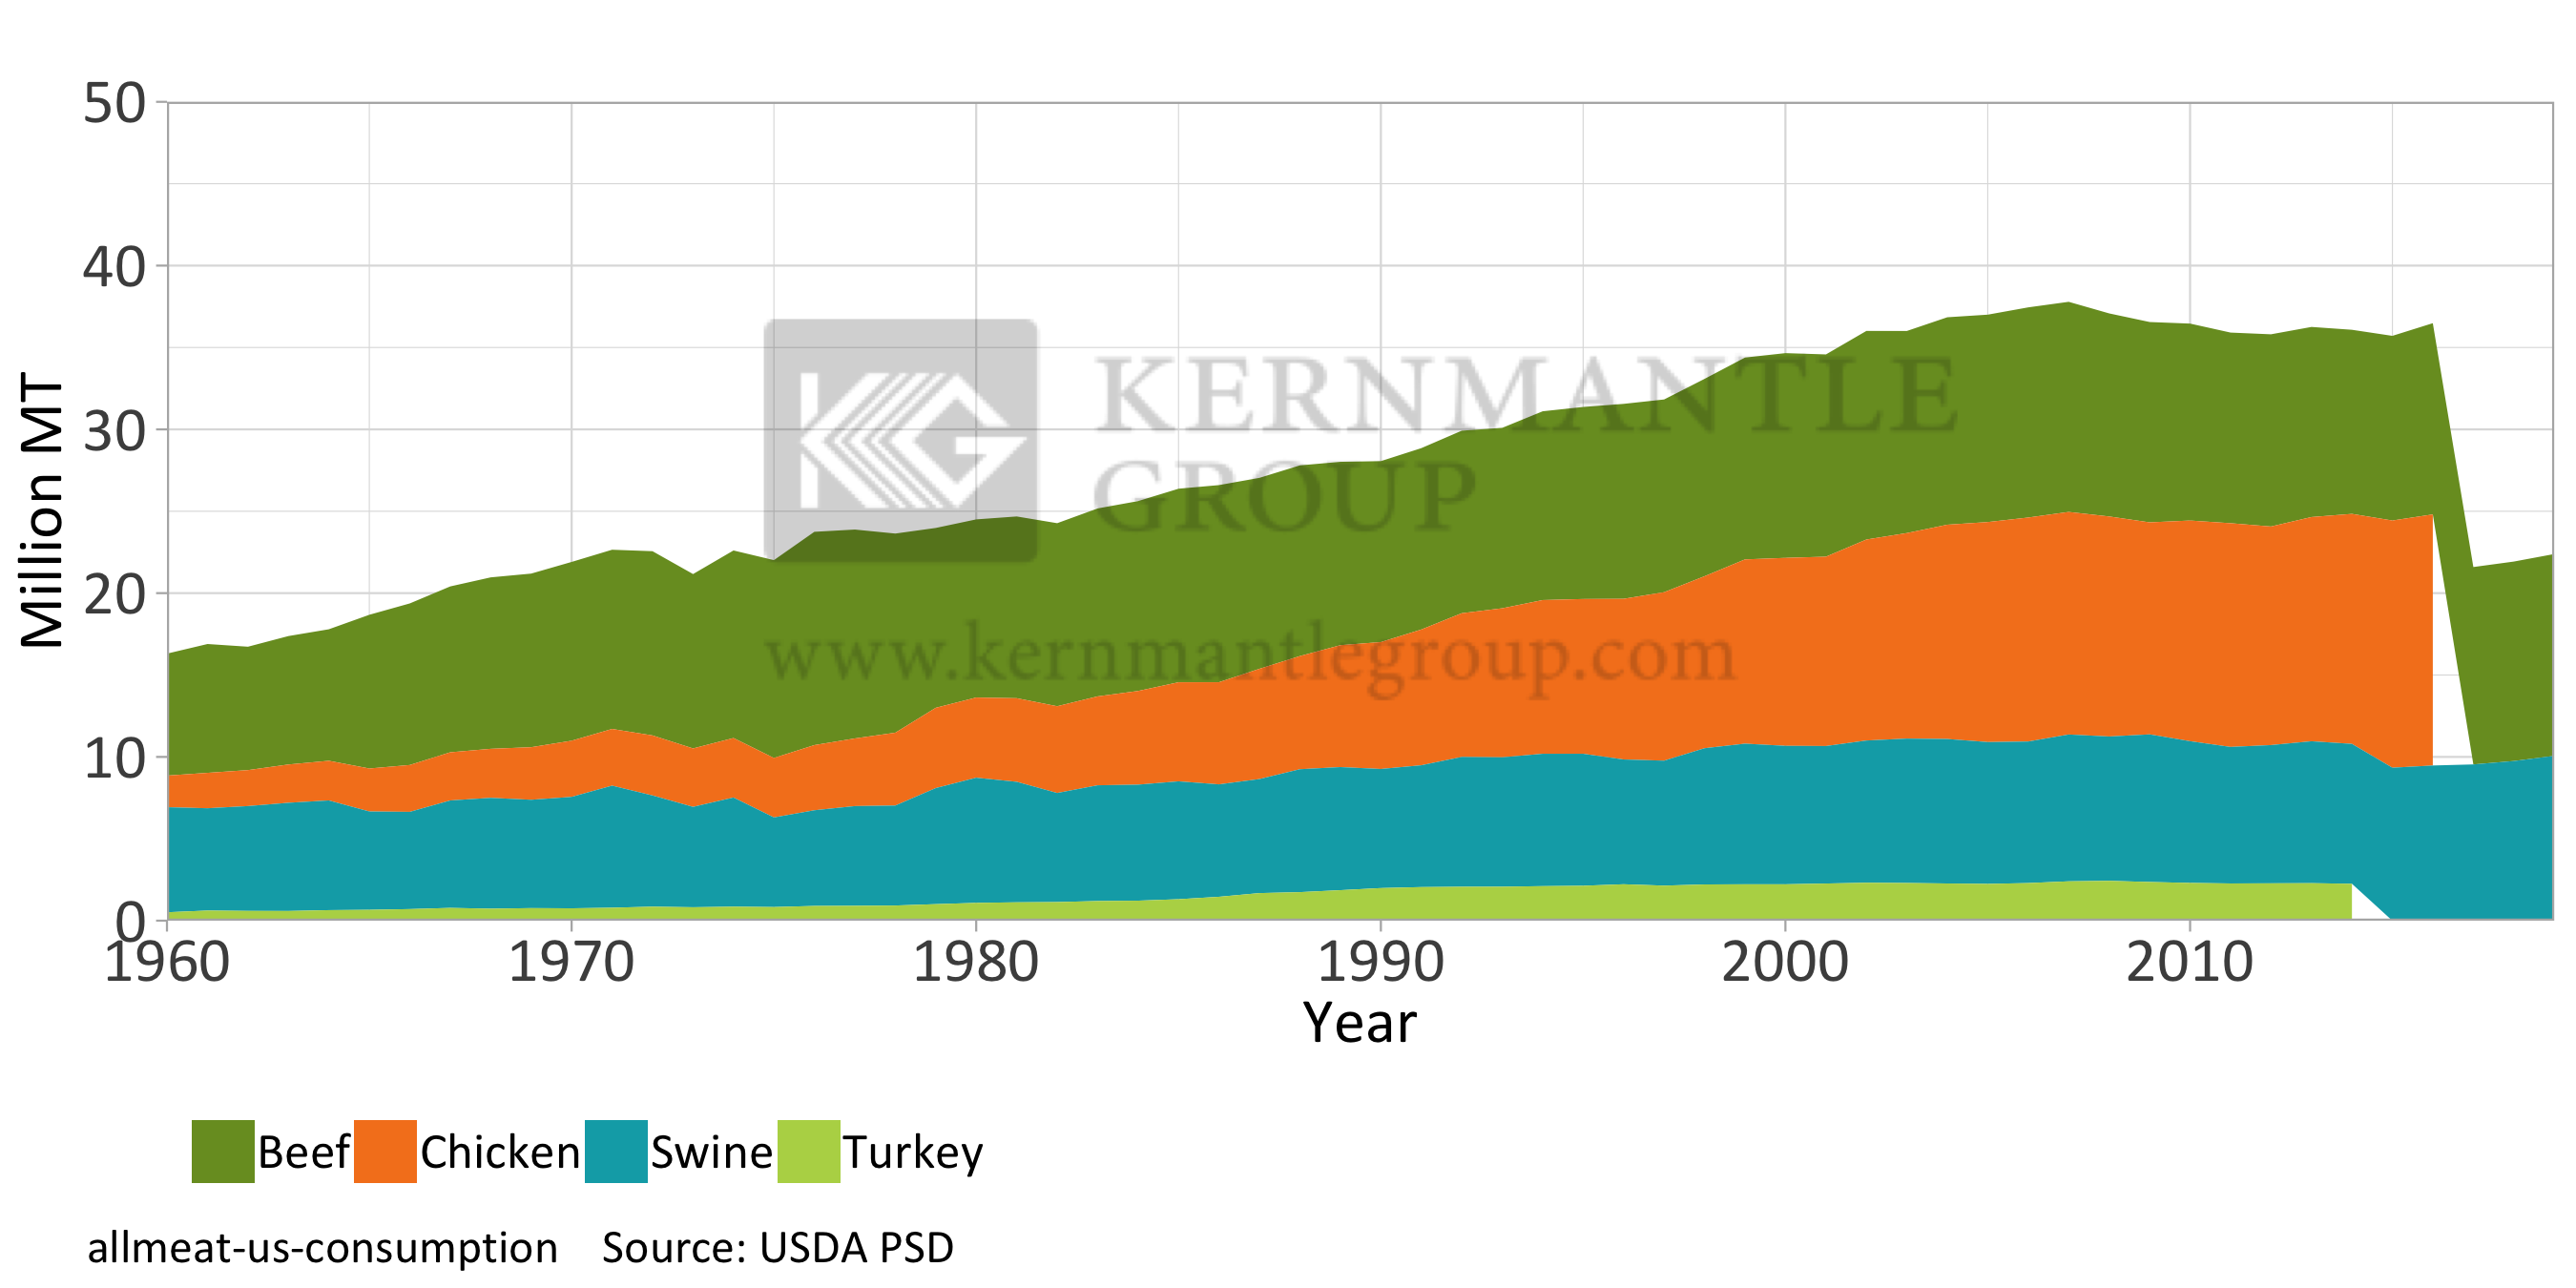 50
40
30
20
10
0
Million MT
KERNMANTLE
GROUP
www.kernmantlegroup.com
1960 1970 1980 1990 2000 2010
Year
Beef Chicken Swine Turkey
allmeat-us-consumption Source: USDA PSD